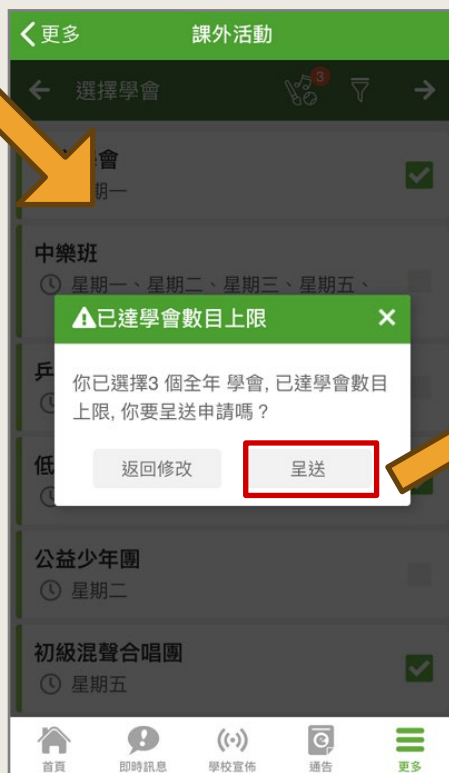 更多 課外活動
選擇學會 3
會
期一
中樂班
星期一、星期二、星期三、星期五、
已達學會數目上限
你已選擇3 個全年 學會, 已達學會數目
上限, 你要呈送申請嗎？
返回修改 呈送
公益少年團
星期二
初級混聲合唱團
星期五
首頁 即時訊息 學校宣佈 通告 更多